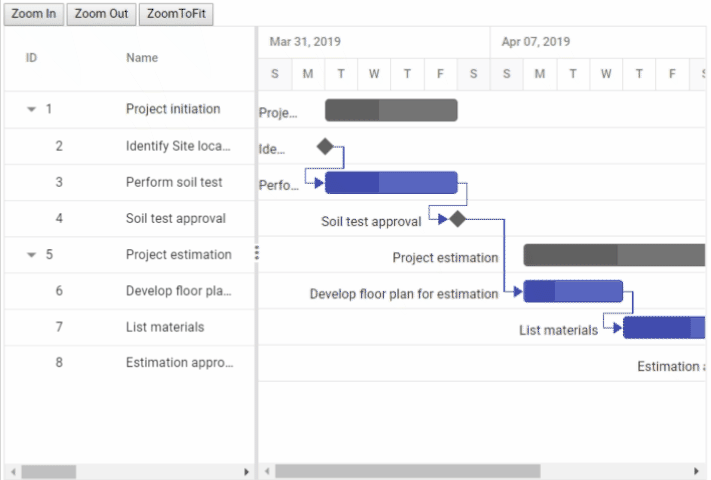 Zoom In Zoom Out ZoomToFit
ID Name Mar 31, 2019 Apr 07, 2019
S M T W T F S S M T W T F S
1 Project initiation Proje...
2 Identify Site loca... Ide...
3 Perform soil test Perfo...
4 Soil test approval Soil test approval
5 Project estimation Project estimation
6 Develop floor pla... Develop floor plan for estimation
7 List materials List materials
8 Estimation appro... Estimation